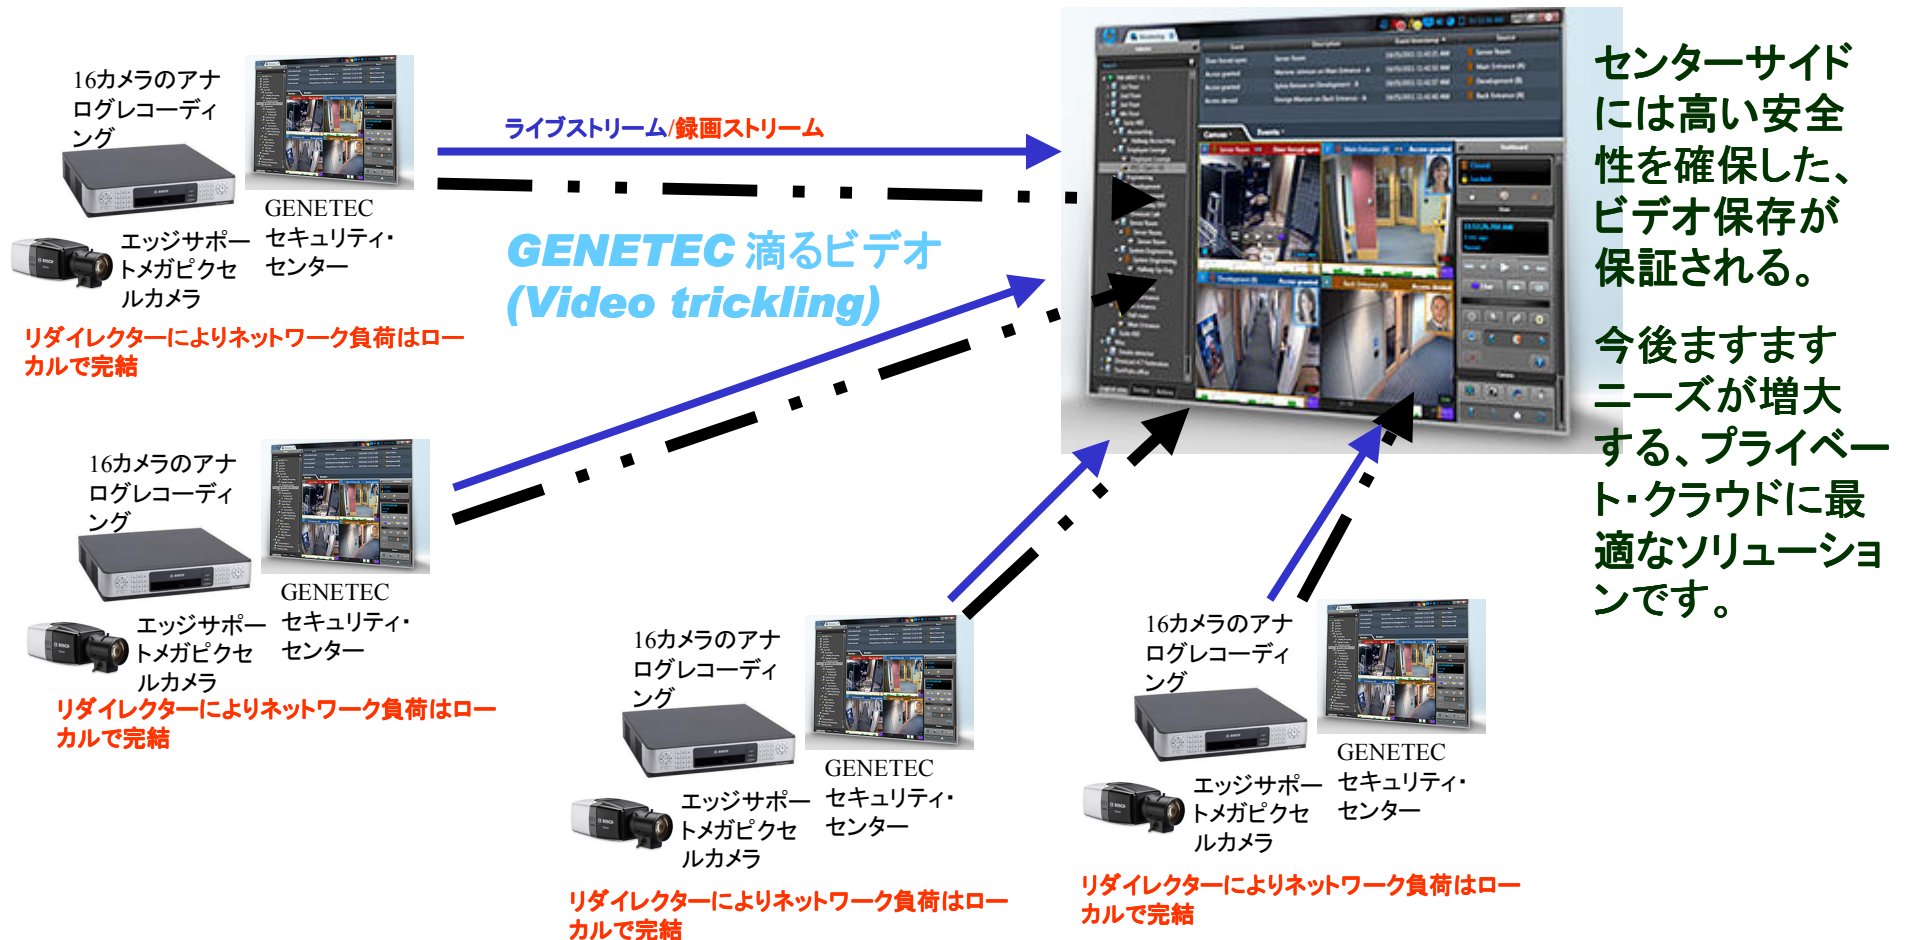 16カメラのアナ
ログレコーディ
ング
GENETEC
セキュリティ・
センター
エッジサポー
トメガピクセ
ルカメラ
リダイレクターによりネットワーク負荷はロー
カルで完結
ライブストリーム/録画ストリーム
GENETEC 滴るビデオ
(Video trickling)
センターサイド
には高い安全
性を確保した、
ビデオ保存が
保証される。
今後ますます
ニーズが増大
する、プライベー
ト・クラウドに最
適なソリューショ
ンです。
16カメラのアナ
ログレコーディ
ング
GENETEC
セキュリティ・
センター
エッジサポー
トメガピクセ
ルカメラ
リダイレクターによりネットワーク負荷はロー
カルで完結
16カメラのアナ
ログレコーディ
ング
GENETEC
セキュリティ・
センター
エッジサポー
トメガピクセ
ルカメラ
リダイレクターによりネットワーク負荷はロー
カルで完結
16カメラのアナ
ログレコーディ
ング
GENETEC
セキュリティ・
センター
エッジサポー
トメガピクセ
ルカメラ
リダイレクターによりネットワーク負荷はロー
カルで完結